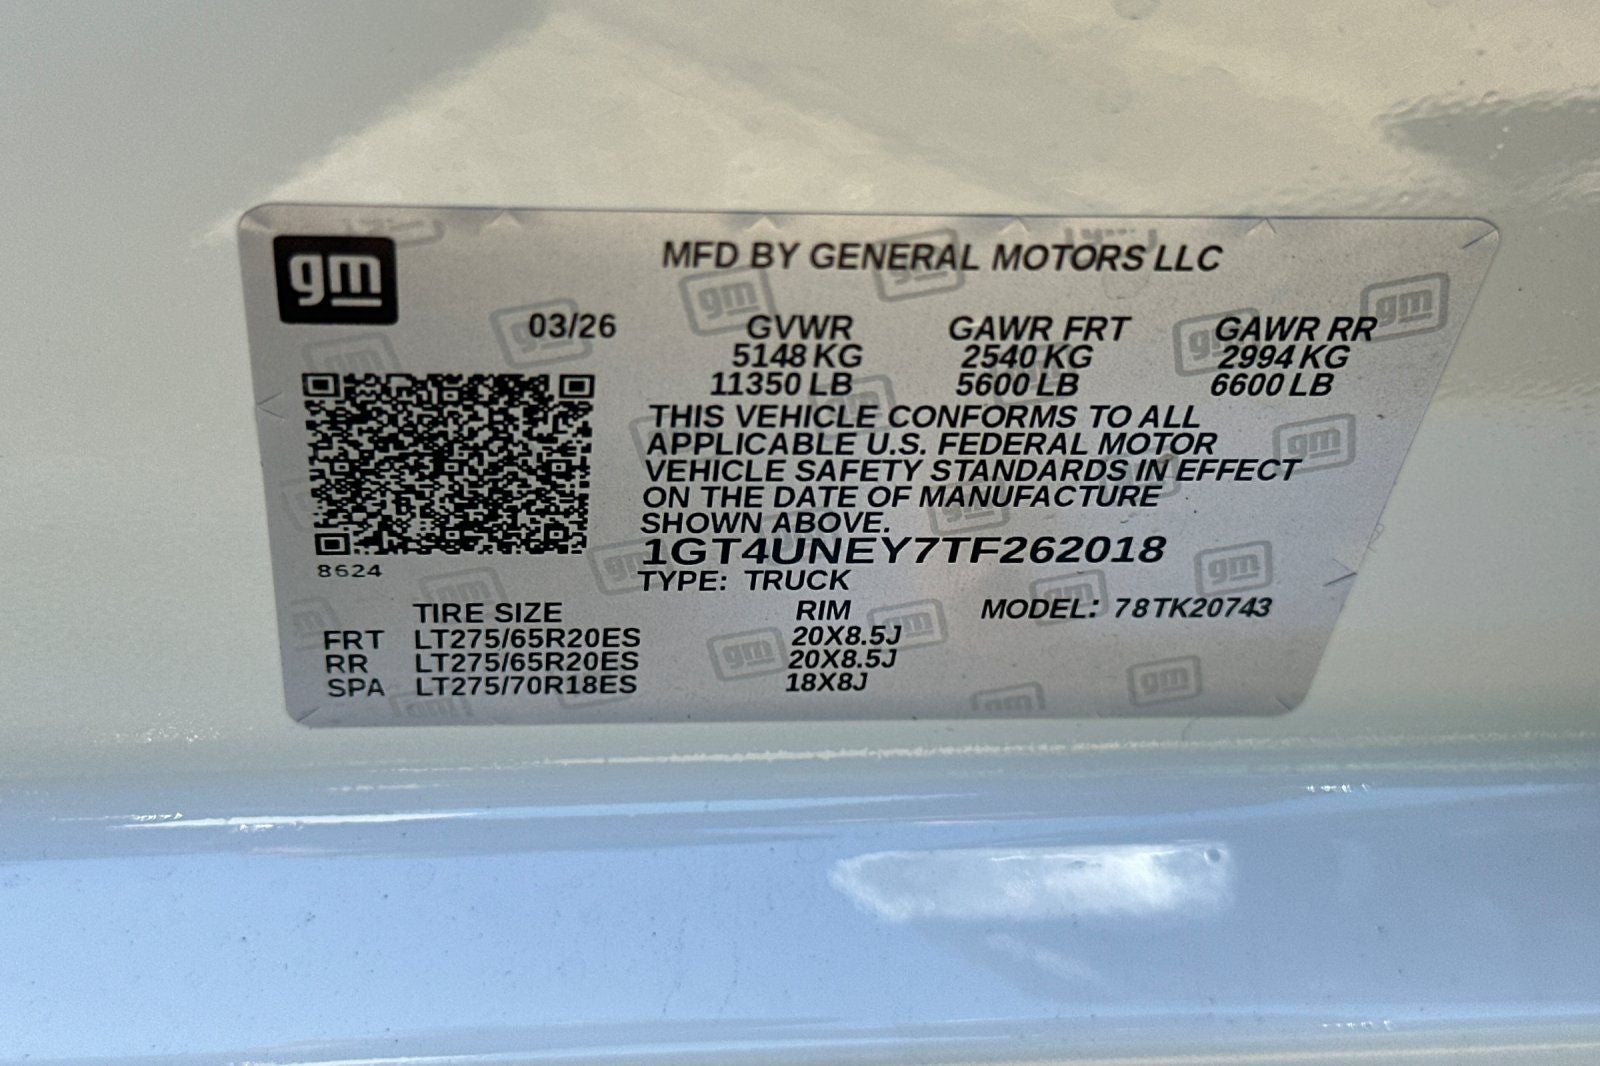 gm
MFD BY GENERAL MOTORS LLC
03/26 GVWR GAWR FRT GAWR RR
5148 KG 2540 KG 2994 KG
11350 LB 5600 LB 6600 LB
THIS VEHICLE CONFORMS TO ALL
APPLICABLE U.S. FEDERAL MOTOR
VEHICLE SAFETY STANDARDS IN EFFECT
ON THE DATE OF MANUFACTURE
SHOWN ABOVE.
1GT4UNEY7TF262018
8624
TYPE: TRUCK
TIRE SIZE RIM MODEL: 78TK20743
FRT LT275/65R20ES 20X8.5J
RR LT275/65R20ES 20X8.5J
SPA LT275/70R18ES 18X8J